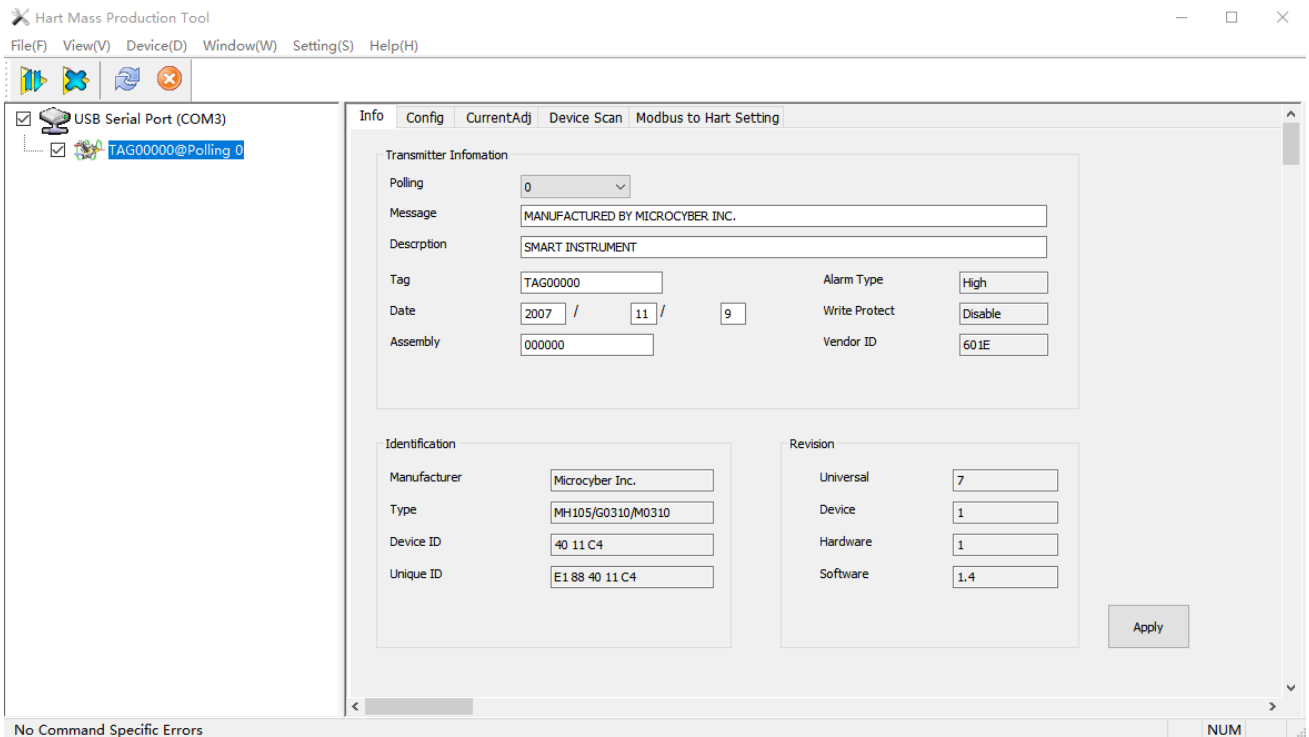 Hart Mass Production Tool
File(F) View(V) Device(D) Window(W) Setting(S) Help(H)
USB Serial Port (COM3)
TAG00000@Polling 0
Info Config CurrentAdj Device Scan Modbus to Hart Setting
Transmitter Infomation
Polling 0
Message MANUFACTURED BY MICROCYBER INC.
Descrption SMART INSTRUMENT
Tag TAG00000 Alarm Type High
Date 2007 / 11 / 9 Write Protect Disable
Assembly 000000 Vendor ID 601E
Identification
Manufacturer Microcyber Inc.
Type MH105/G0310/M0310
Device ID 40 11 C4
Unique ID E1 88 40 11 C4
Revision
Universal 7
Device 1
Hardware 1
Software 1.4
Apply
No Command Specific Errors NUM